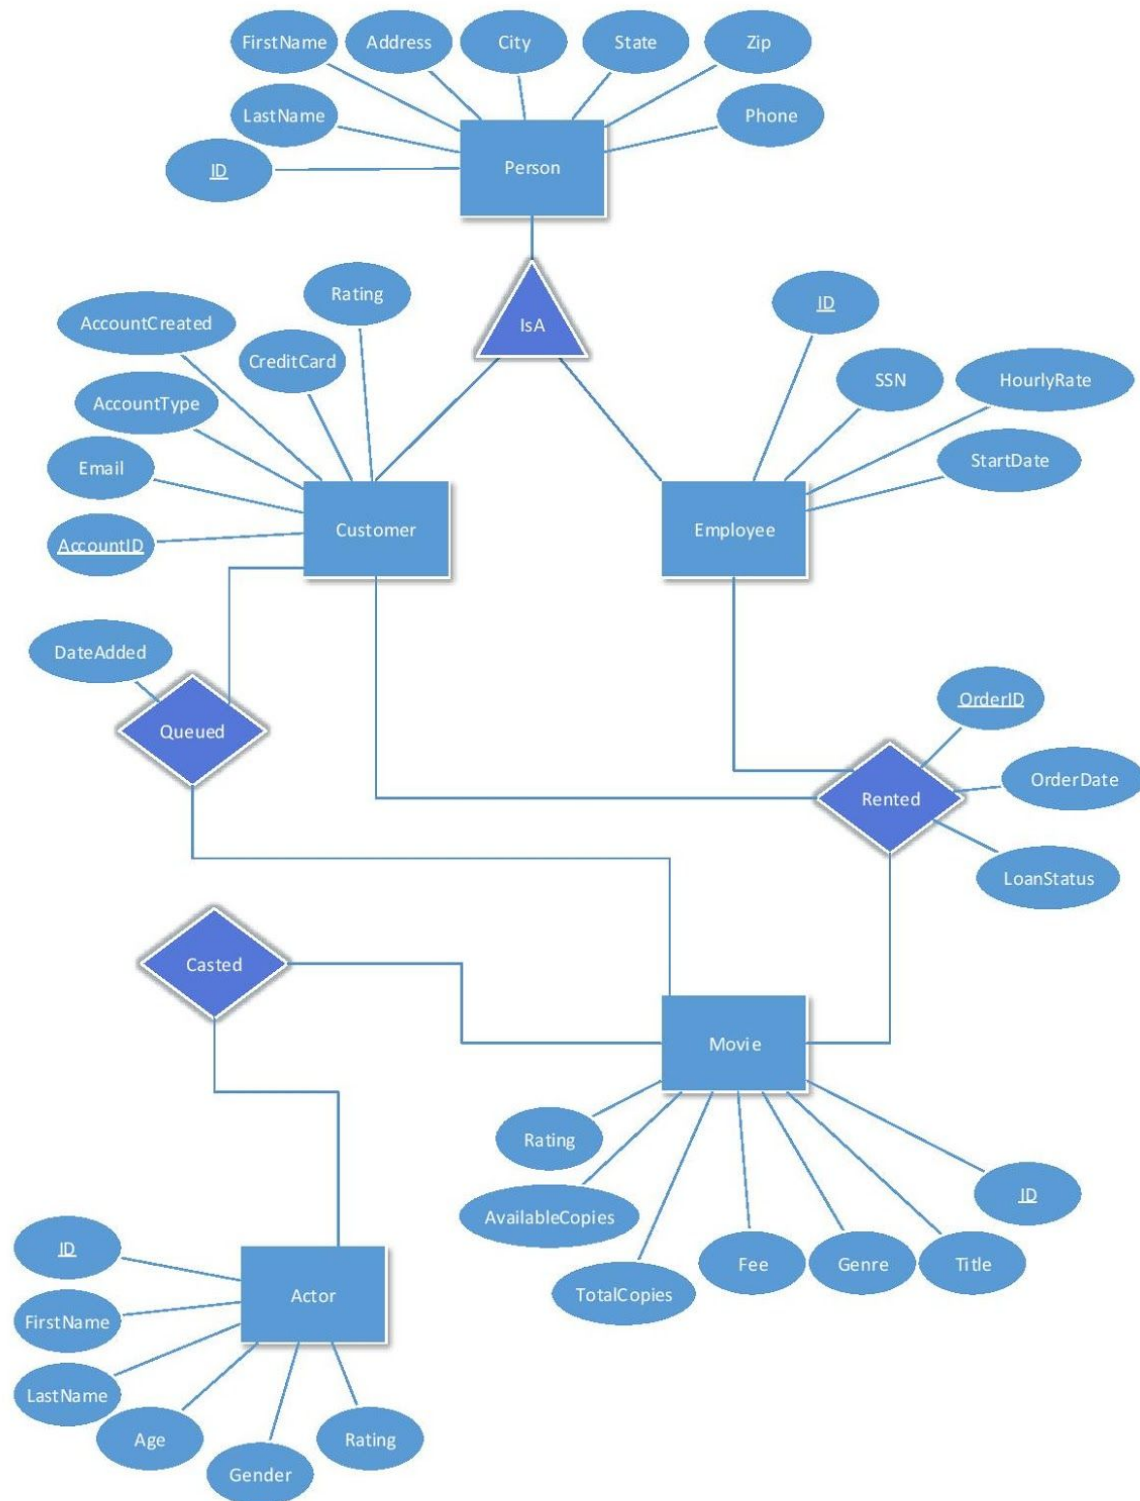 FirstName
Address
City
State
Zip
LastName
Phone
ID
Person
IsA
Rating
AccountCreated
CreditCard
ID
SSN
HourlyRate
AccountType
Email
StartDate
AccountID
Customer
Employee
DateAdded
Queued
OrderID
OrderDate
Rented
LoanStatus
Casted
Movie
Rating
AvailableCopies
ID
TotalCopies
Fee
Genre
Title
ID
Actor
FirstName
LastName
Age
Gender
Rating